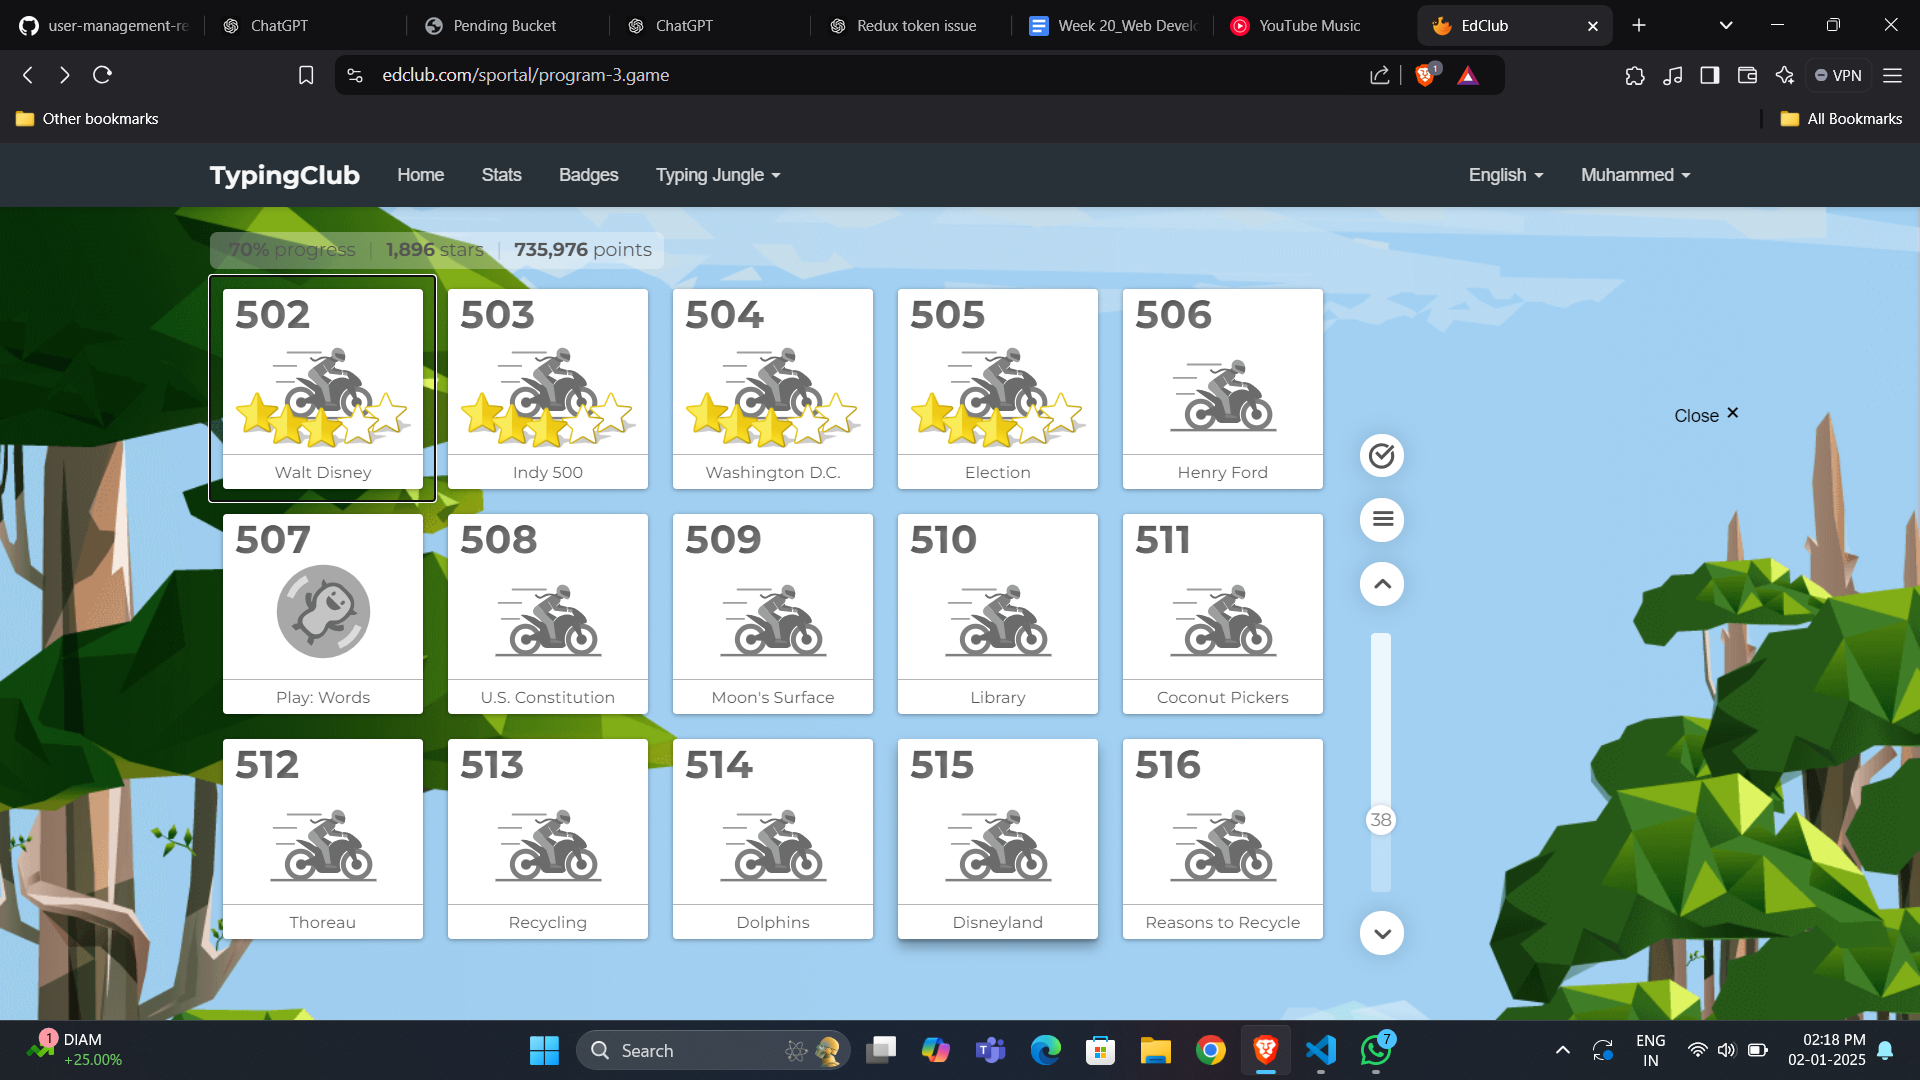 user-management-re
ChatGPT
Pending Bucket
ChatGPT
Redux token issue
Week 20_Web Develo
YouTube Music
EdClub
edclub.com/sportal/program-3.game
1
VPN
Other bookmarks
All Bookmarks
TypingClub
Home
Stats
Badges
Typing Jungle
English
Muhammed
70% progress | 1,896 stars | 735,976 points
502
503
504
505
506
Walt Disney
Indy 500
Washington D.C.
Election
Henry Ford
Close ×
507
508
509
510
511
Play: Words
U.S. Constitution
Moon's Surface
Library
Coconut Pickers
512
513
514
515
516
38
Thoreau
Recycling
Dolphins
Disneyland
Reasons to Recycle
1
DIAM
+25.00%
Search
7
ENG
IN
02:18 PM
02-01-2025